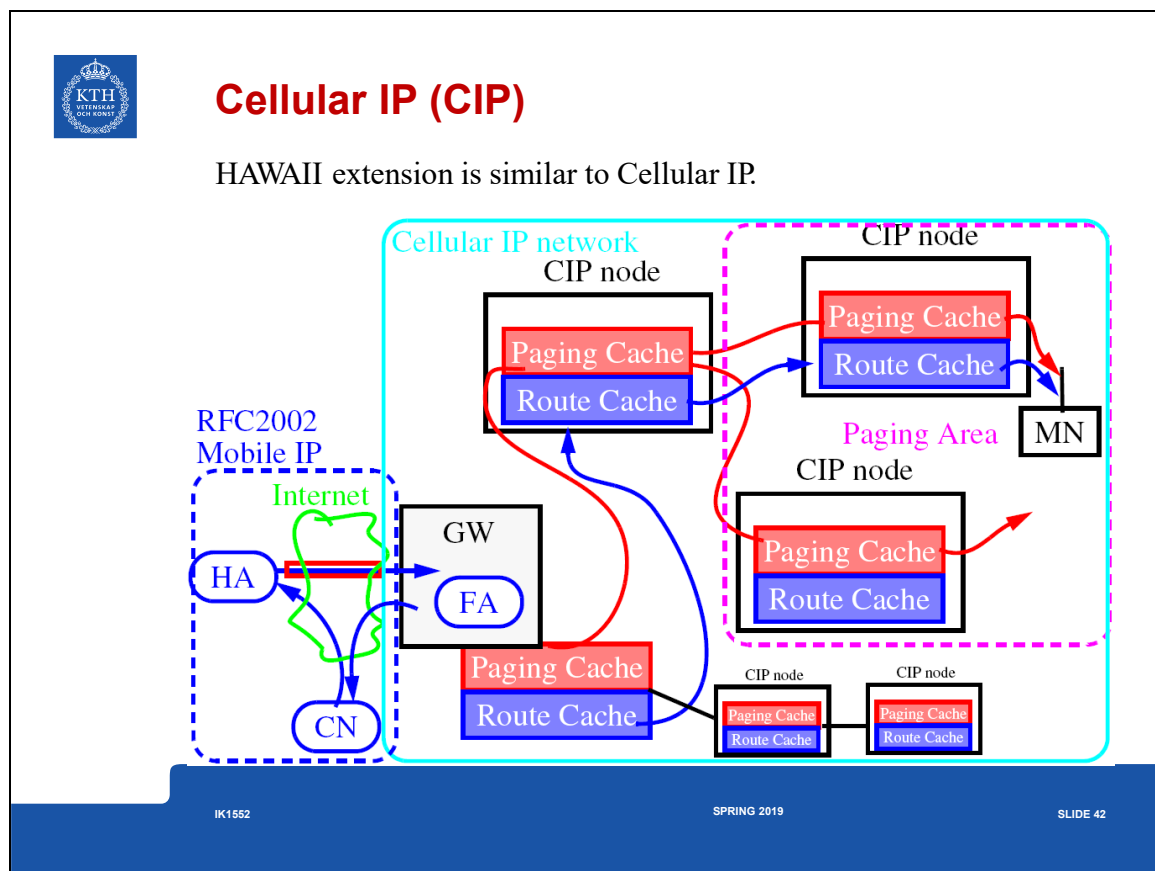 KTH
VETENSKAP
OCH KONST
Cellular IP (CIP)
HAWAII extension is similar to Cellular IP.
Cellular IP network
CIP node
Paging Cache
Route Cache
CIP node
Paging Cache
Route Cache
Paging Area
MN
CIP node
Paging Cache
Route Cache
RFC2002
Mobile IP
Internet
HA
CN
GW
FA
Paging Cache
Route Cache
CIP node
Paging Cache
Route Cache
CIP node
Paging Cache
Route Cache
IK1552
SPRING 2019
SLIDE 42